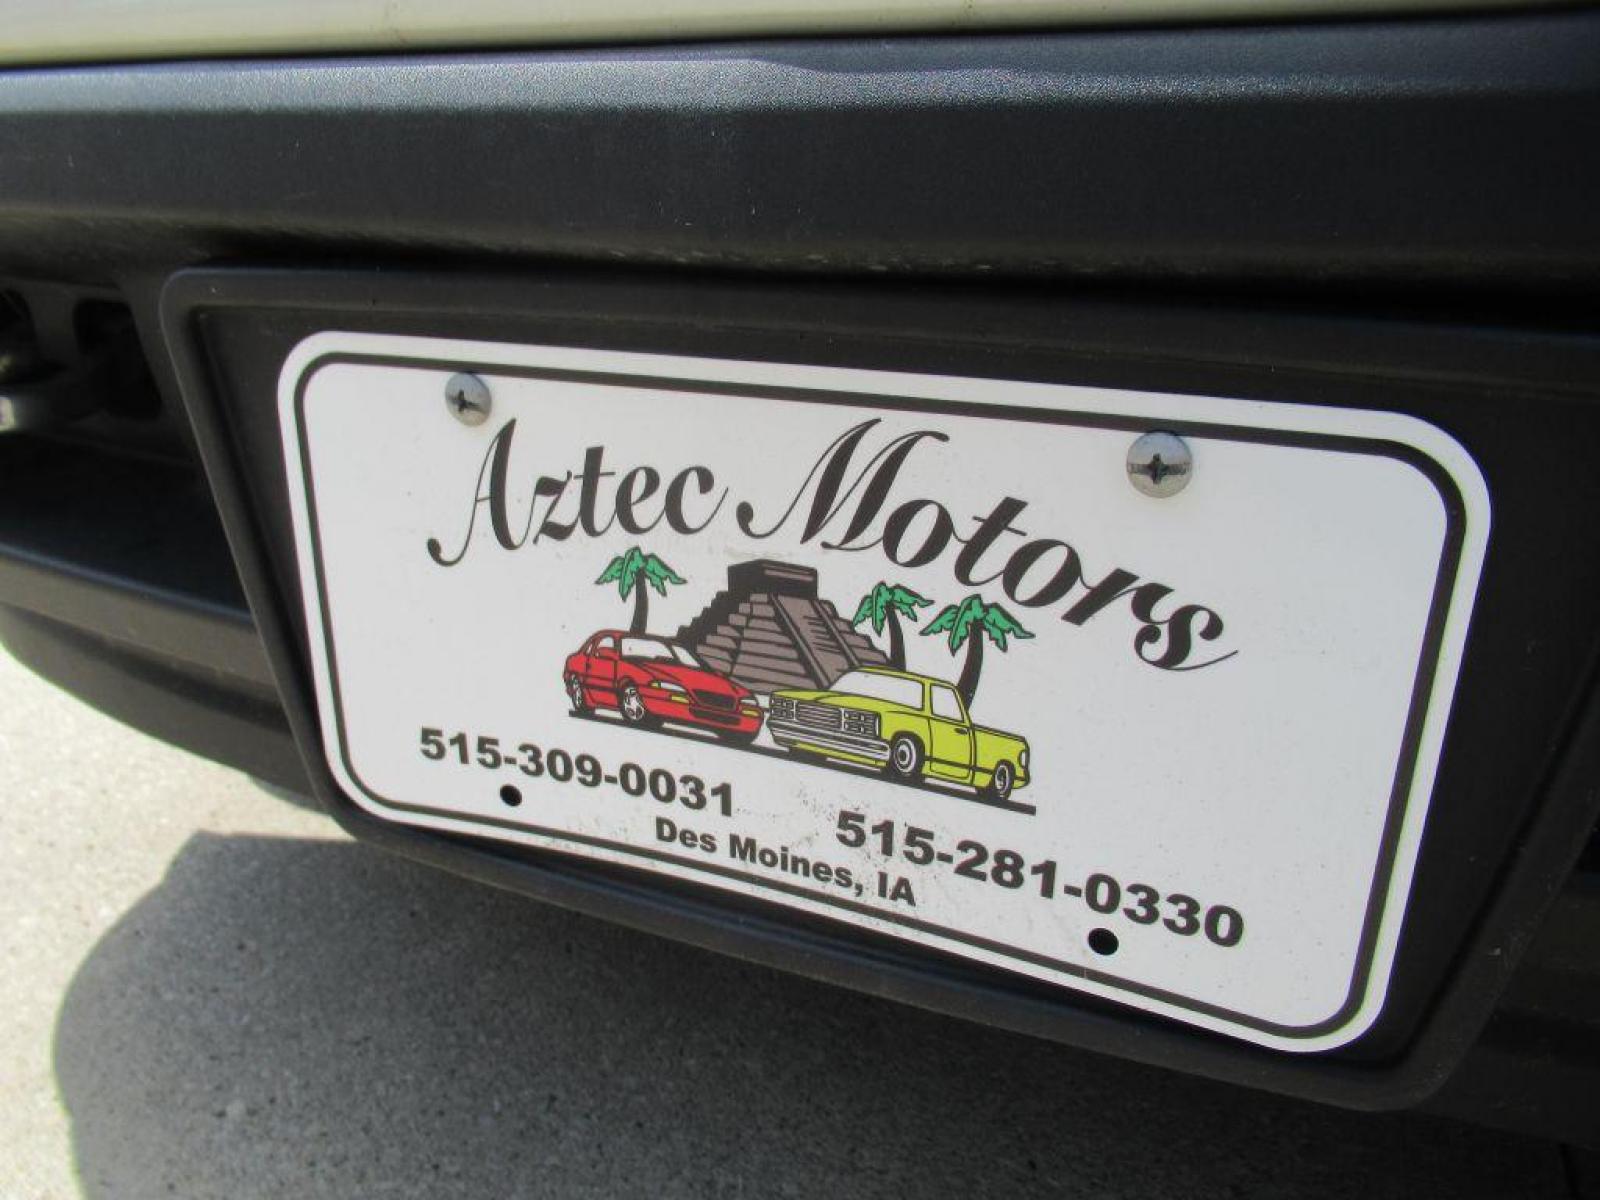 Aztec Motors
515-309-0031
515-281-0330
Des Moines, IA